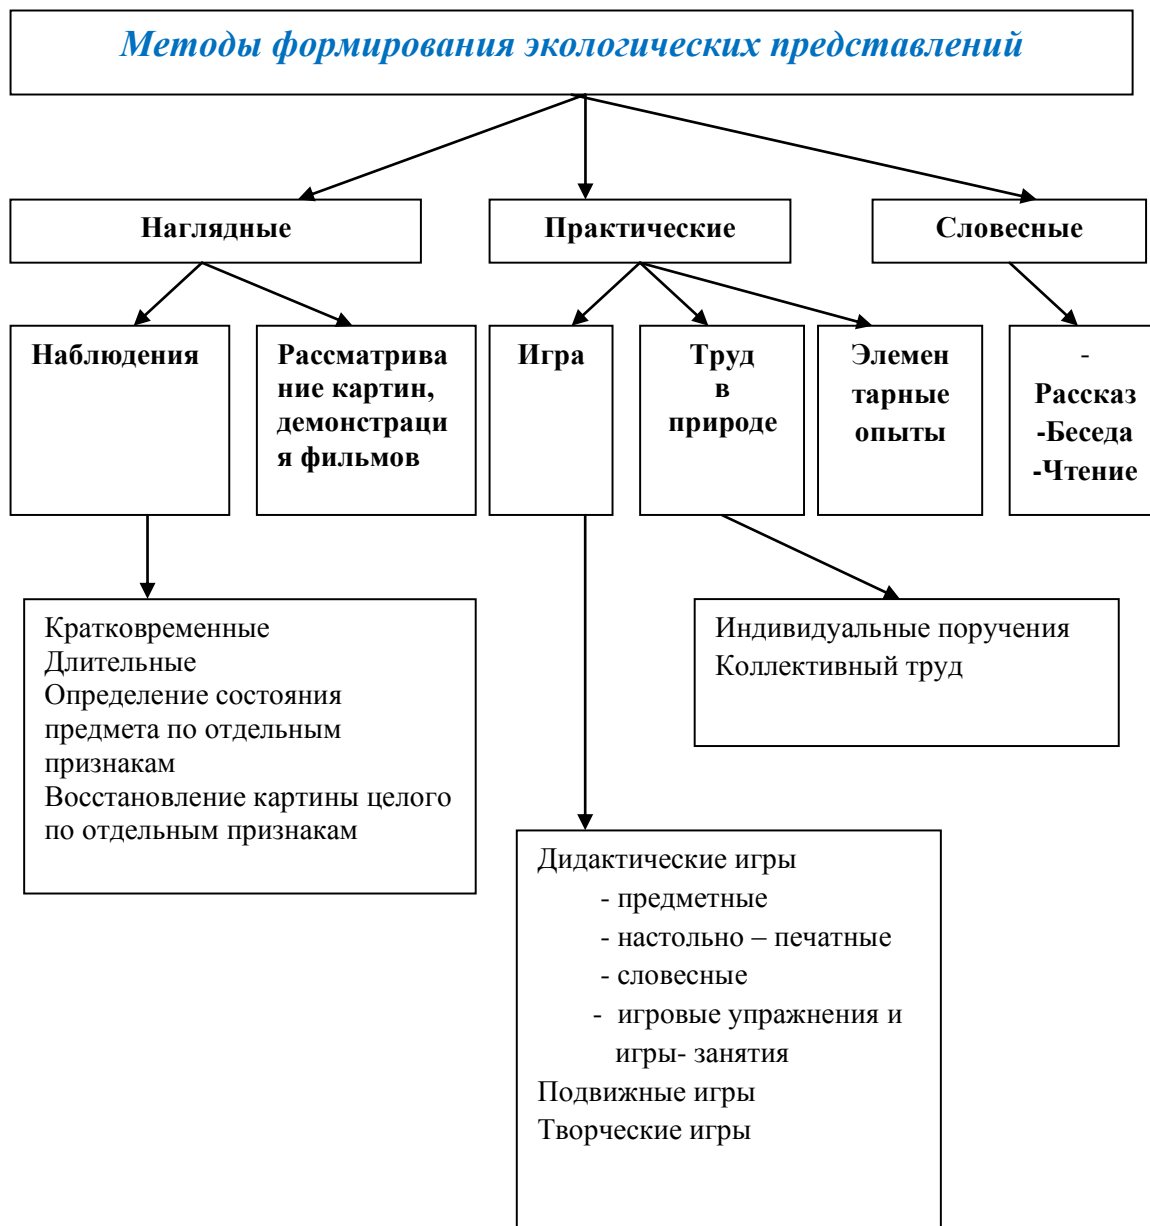 Методы формирования экологических представлений
Наглядные
Практические
Словесные
Наблюдения
Рассматрива
ние картин,
демонстраци
я фильмов
Игра
Труд
в
природе
Элемен
тарные
опыты
-
Рассказ
-Беседа
-Чтение
Кратковременные
Длительные
Определение состояния
предмета по отдельным
признакам
Восстановление картины целого
по отдельным признакам
Индивидуальные поручения
Коллективный труд
Дидактические игры
- предметные
- настольно – печатные
- словесные
- игровые упражнения и
игры- занятия
Подвижные игры
Творческие игры